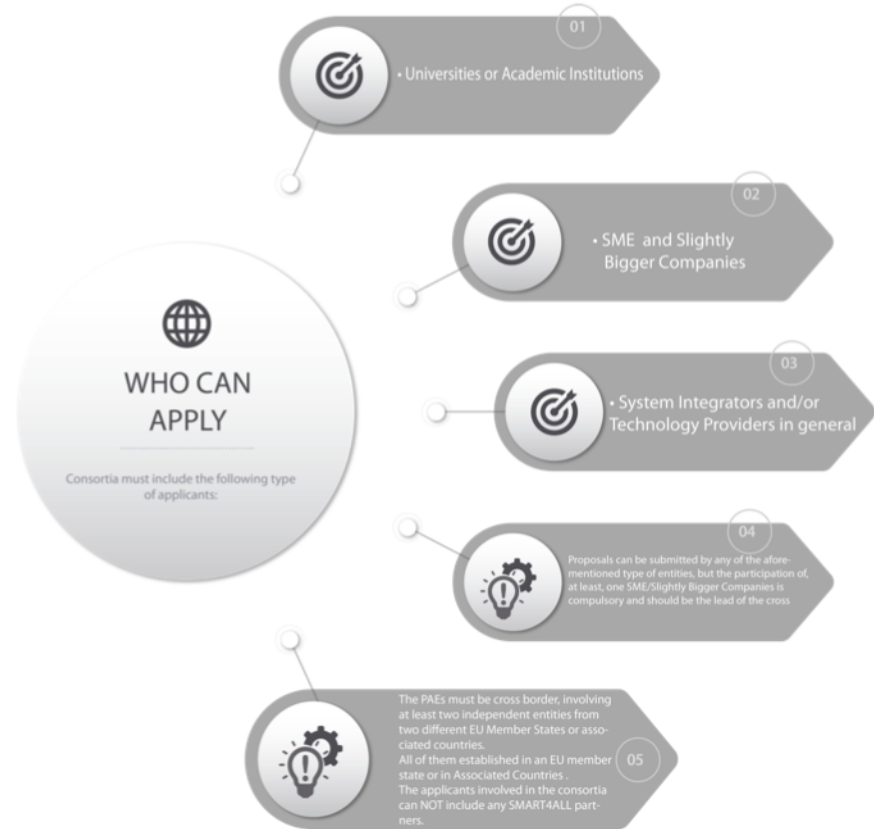 01
• Universities or Academic Institutions
02
• SME and Slightly
Bigger Companies
WHO CAN
APPLY
Consortia must include the following type
of applicants:
03
• System Integrators and/or
Technology Providers in general
04
Proposals can be submitted by any of the afore-
mentioned type of entities, but the participation of,
at least, one SME/Slightly Bigger Companies is
compulsory and should be the lead of the cross
05
The PAEs must be cross border, involving
at least two independent entities from
two different EU Member States or asso-
ciated countries.
All of them established in an EU member
state or in Associated Countries .
The applicants involved in the consortia
can NOT include any SMART4ALL part-
ners.